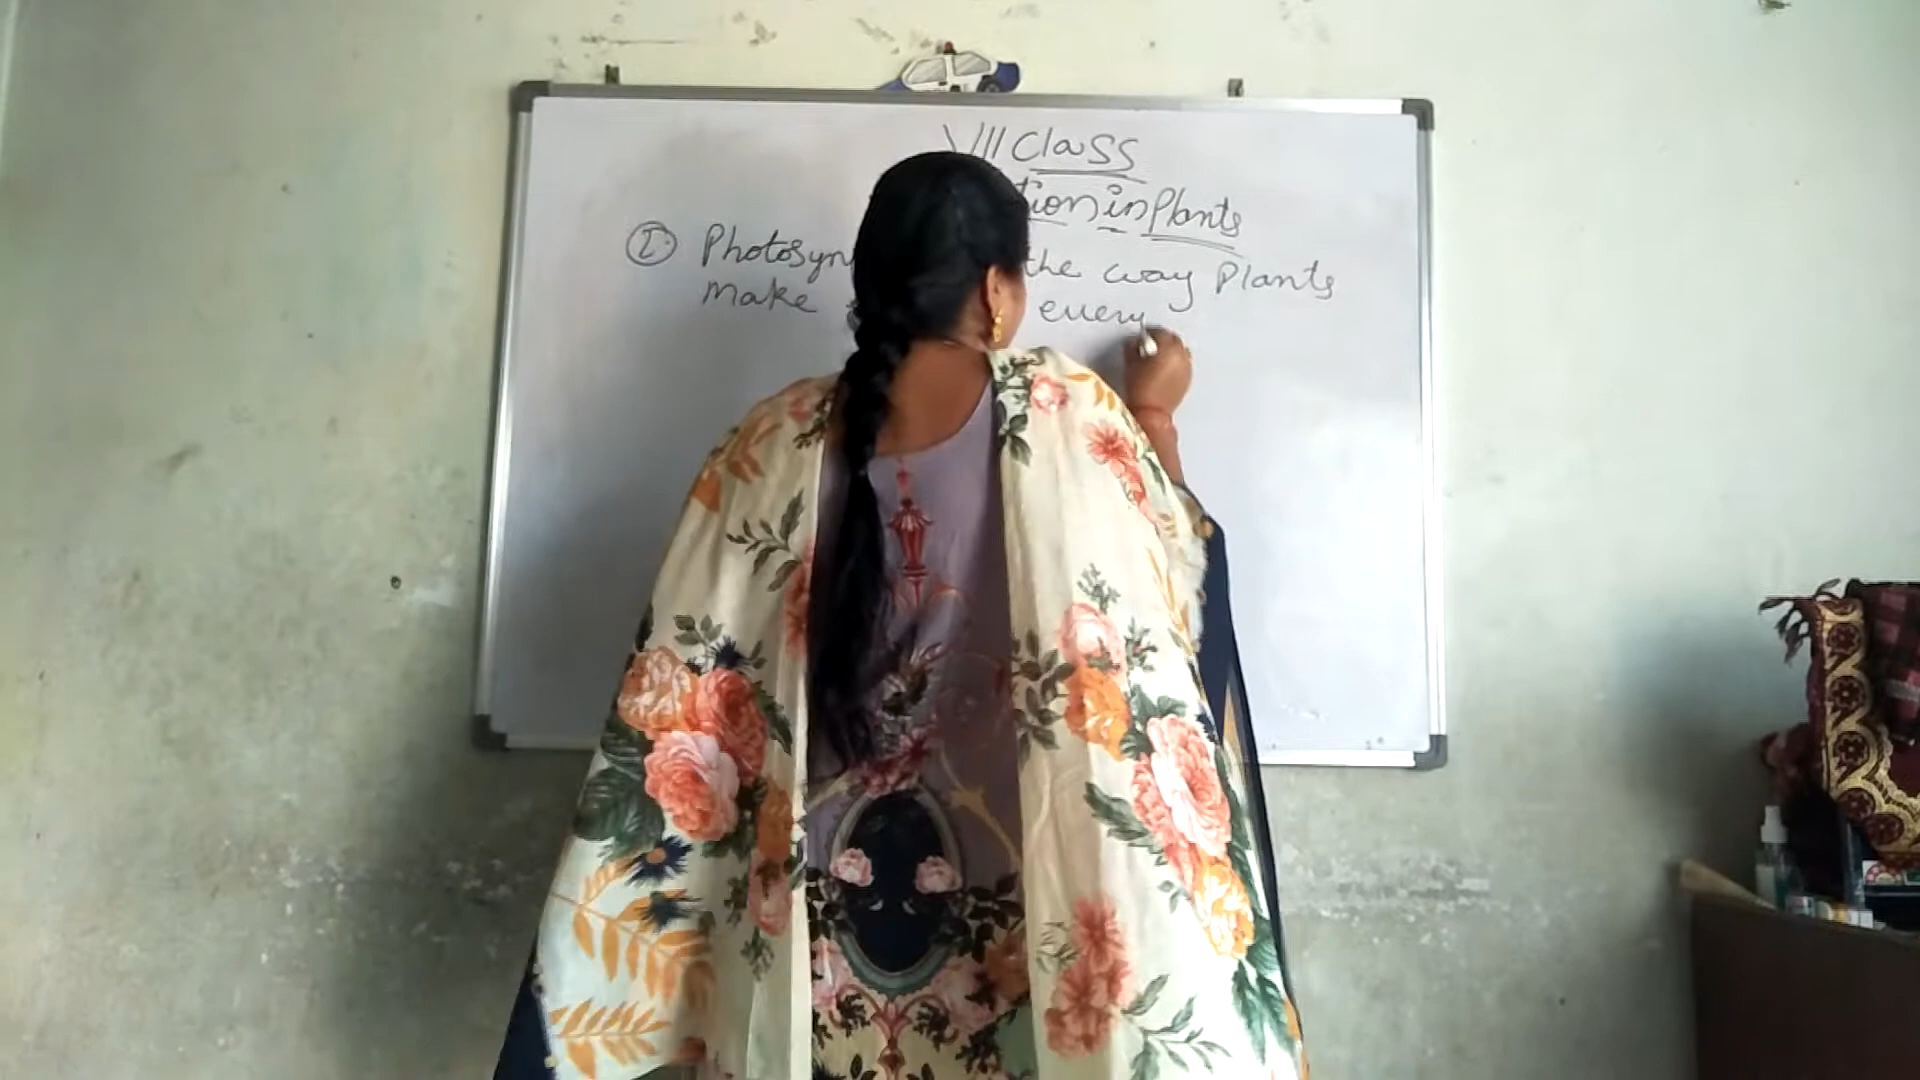 VII Class
tion in Plants
① Photosyn the way Plants
Make every